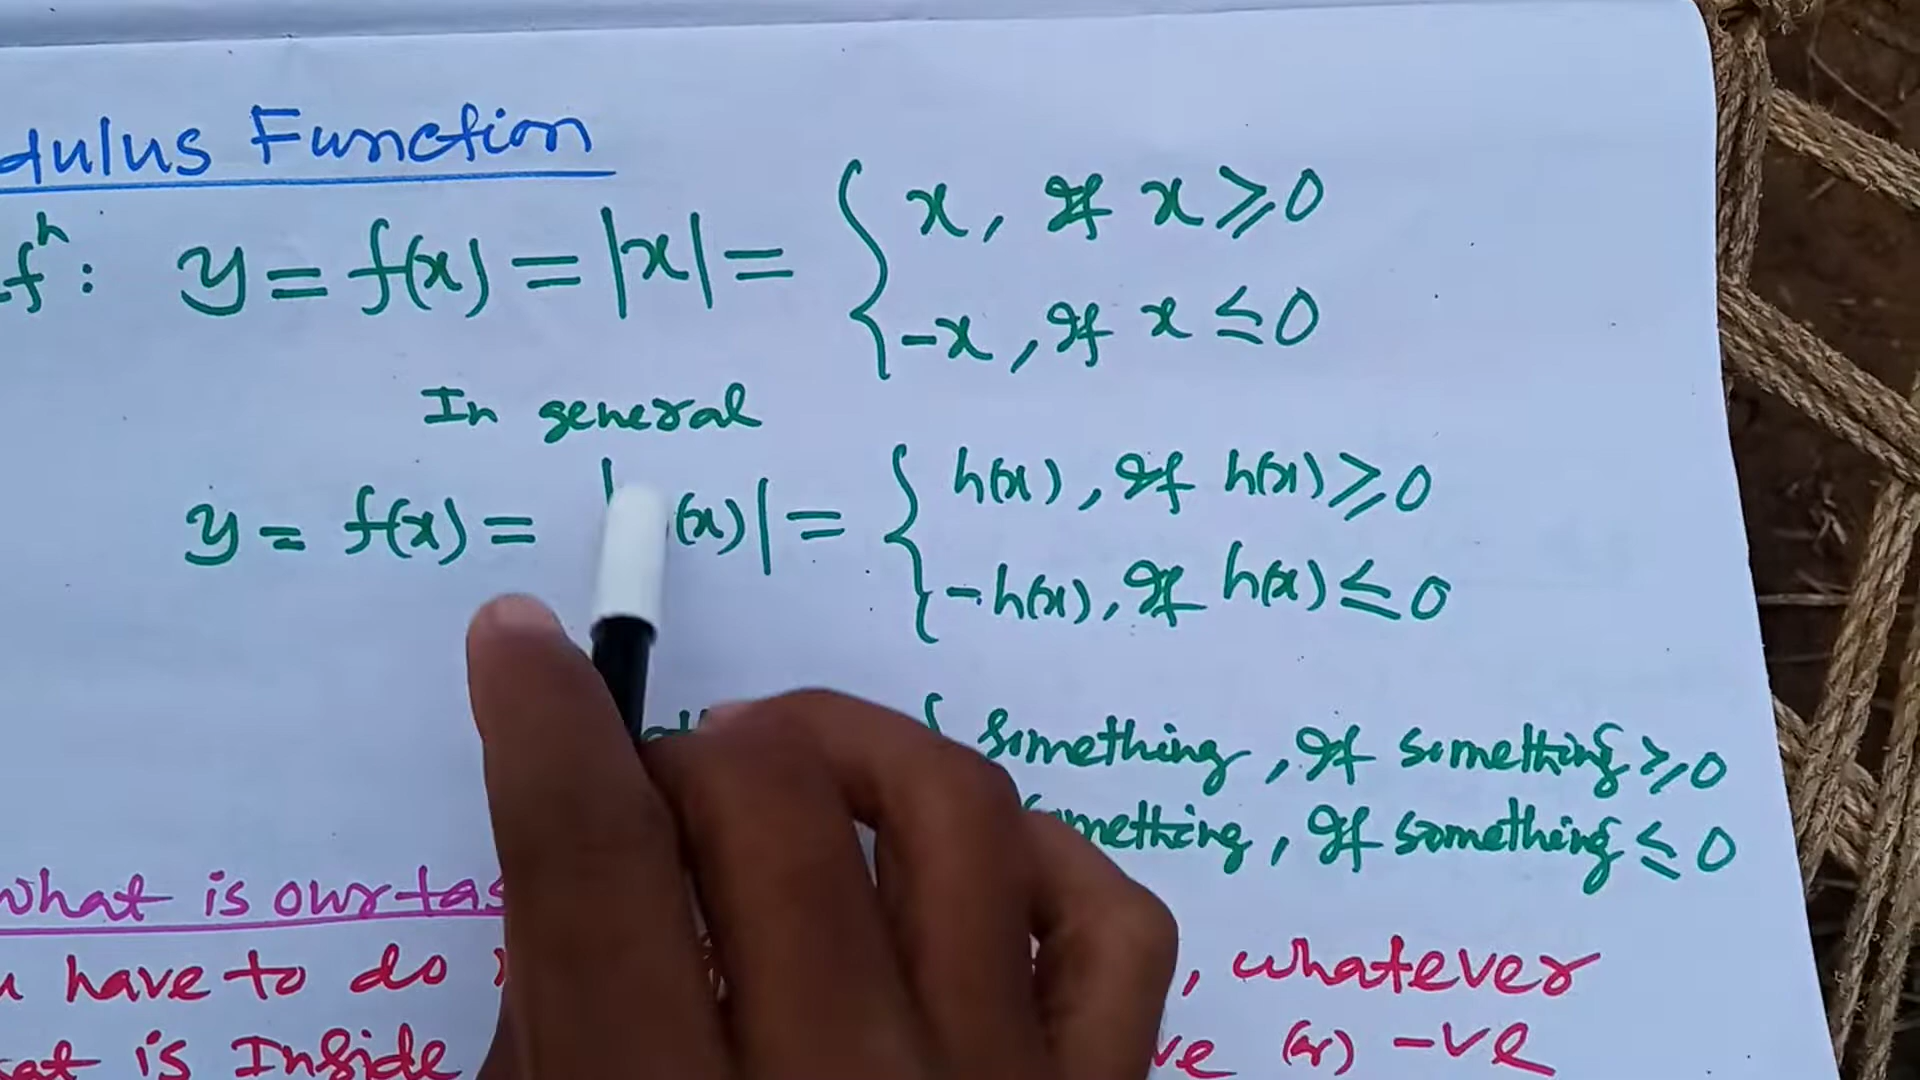 dulus Function
fⁿ: y = f(x) = |x| = { x, If x ⩾ 0
-x, If x ≤ 0
In general
y = f(x) = | (x)| = { h(x), If h(x) ⩾ 0
-h(x), If h(x) ≤ 0
{ something, If something ⩾ 0
mething, If something ≤ 0
what is our tas
have to do , whatever
at is Inside ve (or) -ve